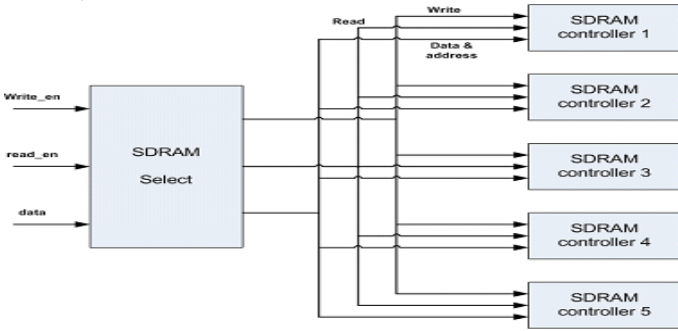 Write
Read
SDRAM
controller 1
Data &
address
Write_en
SDRAM
controller 2
read_en
SDRAM
Select
SDRAM
controller 3
data
SDRAM
controller 4
SDRAM
controller 5